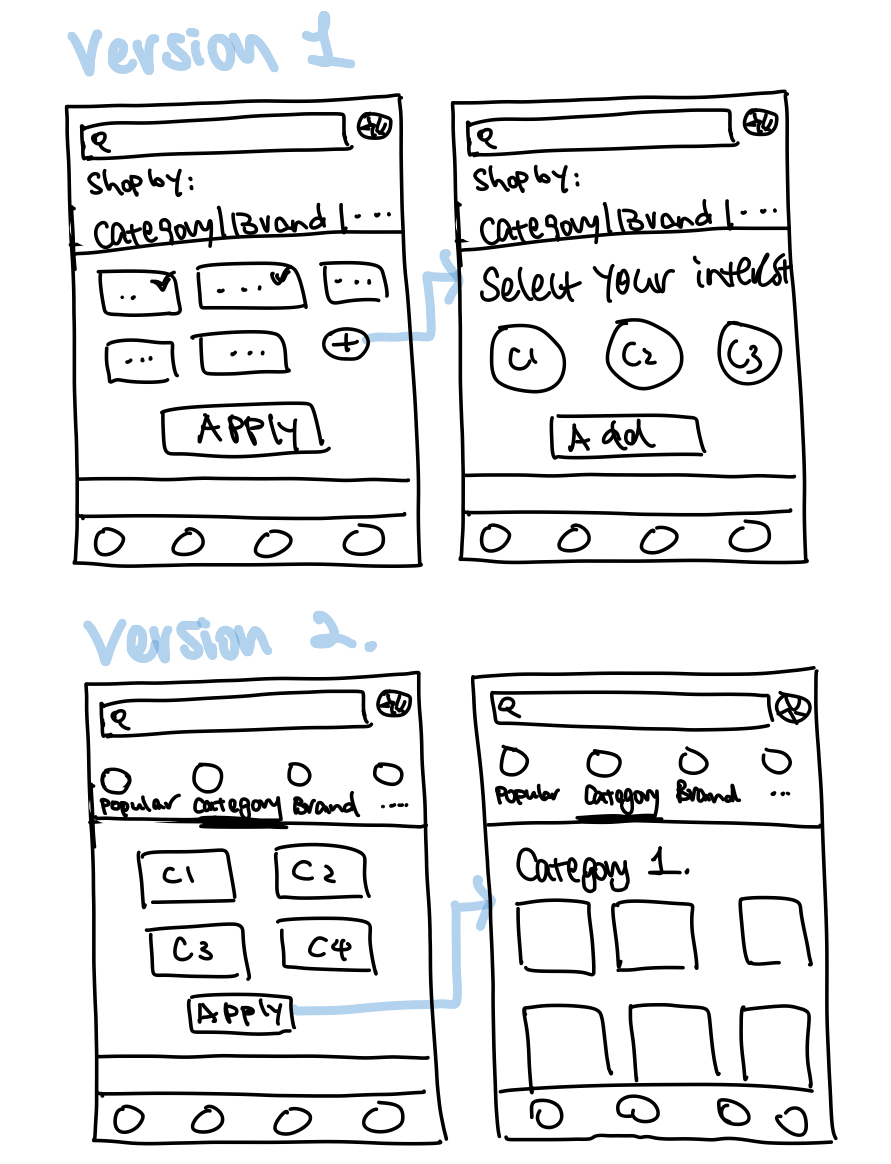 Version 1
Shop by:
Category | Brand | ...
.. ✓
... ✓
...
...
...
+
Apply
Shop by:
Category | Brand | ...
Select Your interest
C1
C2
C3
Add
Version 2.
Popular Category Brand ....
C1
C2
C3
C4
Apply
Popular Category Brand ...
Category 1.